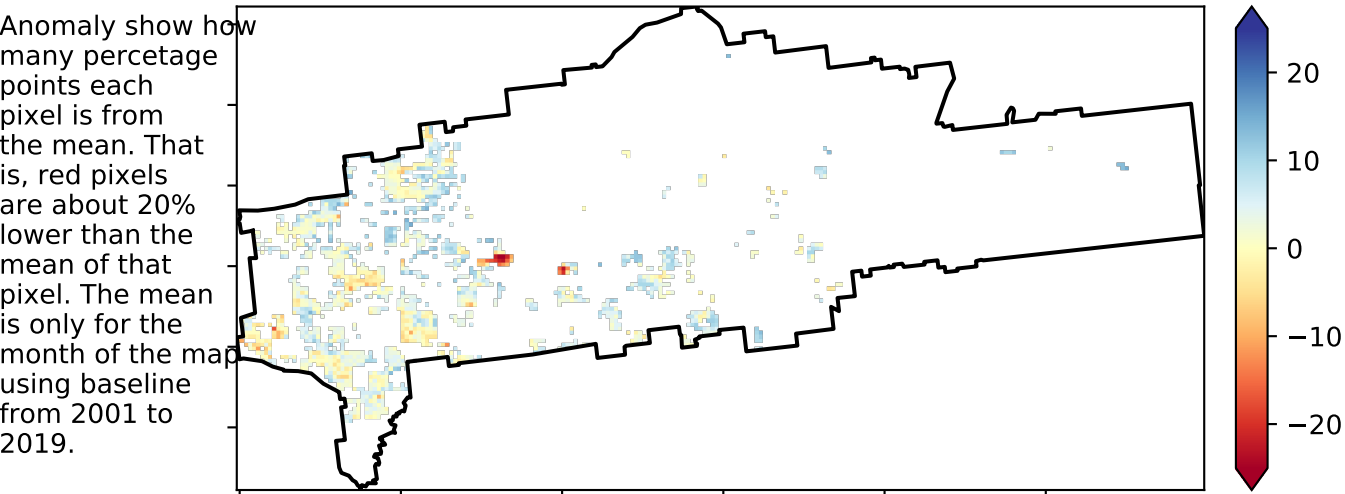 Anomaly show how
many percetage
points each
pixel is from
the mean. That
is, red pixels
are about 20%
lower than the
mean of that
pixel. The mean
is only for the
month of the map
using baseline
from 2001 to
2019.
20
10
0
−10
−20